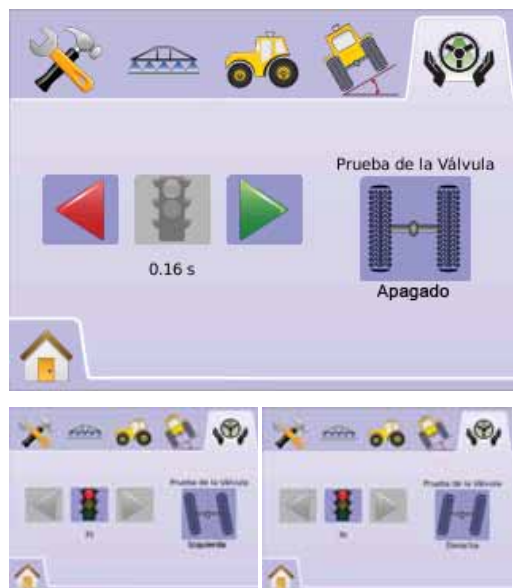 Prueba de la Válvula
0.16 s
Apagado
Prueba de la Válvula
Izquierda
Prueba de la Válvula
Derecha